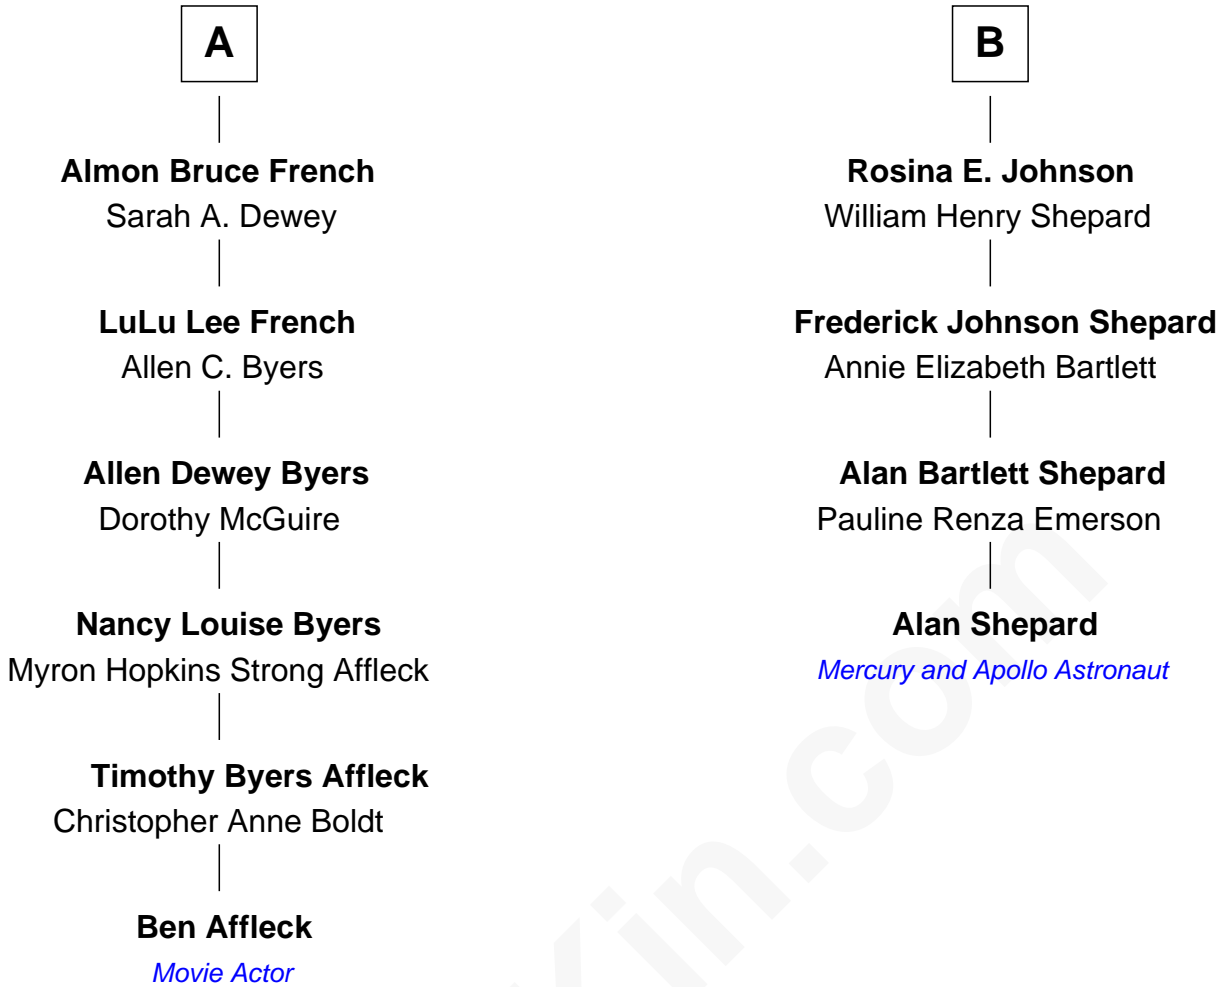 A
Almon Bruce French
Sarah A. Dewey
LuLu Lee French
Allen C. Byers
Allen Dewey Byers
Dorothy McGuire
Nancy Louise Byers
Myron Hopkins Strong Affleck
Timothy Byers Affleck
Christopher Anne Boldt
Ben Affleck
Movie Actor
B
Rosina E. Johnson
William Henry Shepard
Frederick Johnson Shepard
Annie Elizabeth Bartlett
Alan Bartlett Shepard
Pauline Renza Emerson
Alan Shepard
Mercury and Apollo Astronaut
Kin.com